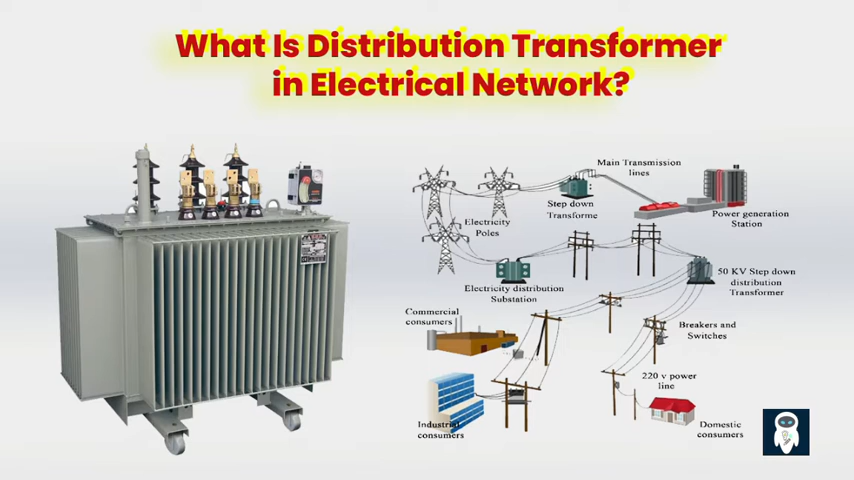 What Is Distribution Transformer
in Electrical Network?
Main Transmission
lines
Step down
Transforme
Power generation
Station
Electricity
Poles
Electricity distribution
Substation
50 KV Step down
distribution
Transformer
Commercial
consumers
Breakers and
Switches
220 v power
line
Industrial
consumers
Domestic
consumers